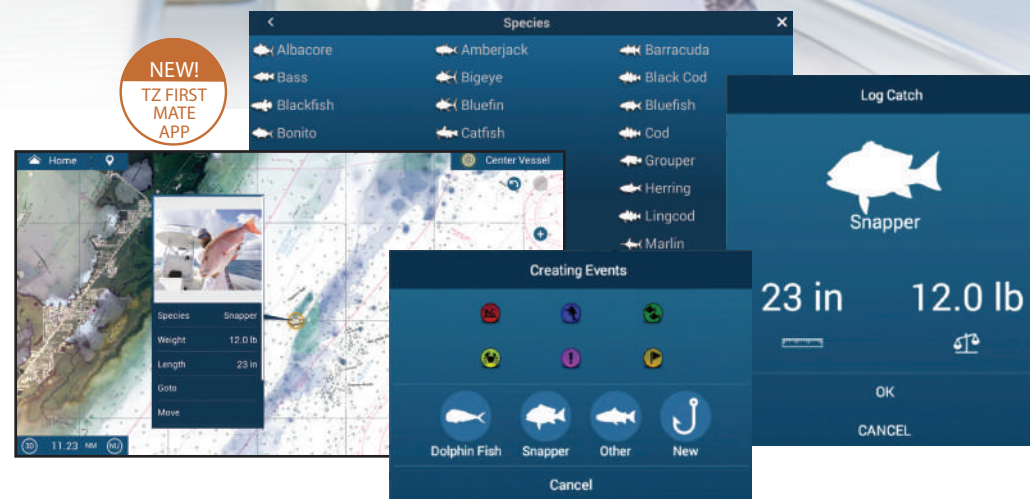 Species
Albacore
Amberjack
Barracuda
Bass
Bigeye
Black Cod
Blackfish
Bluefin
Bluefish
Bonito
Catfish
Cod
Grouper
Herring
Lingcod
Marlin
NEW!
TZ FIRST
MATE
APP
Log Catch
Snapper
23 in
12.0 lb
OK
CANCEL
Home
Center Vessel
Species Snapper
Weight 12.0 lb
Length 23 in
Goto
Move
3D
11.23 NM
NU
Creating Events
Dolphin Fish
Snapper
Other
New
Cancel